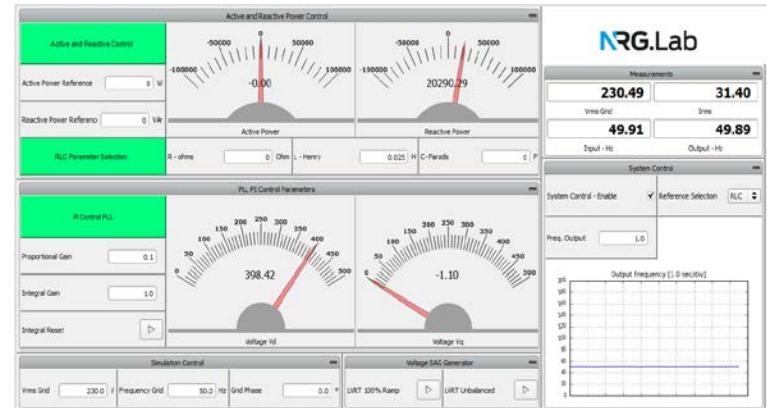 Active and Reactive Power Control
Active and Reactive Control
Active Power Reference 0 W
Reactive Power Referenc 0 VAr
-100000 -50000 0 50000 100000
-0.00
Active Power
-100000 -50000 0 50000 100000
20290.29
Reactive Power
RLC Parameter Selection
R - ohms 0 Ohm
L - Henry 0.025 H
C- Farads 0 F
PLL, PI Control Parameters
PI Control PLL
Proportional Gain 0.1
Integral Gain 1.0
Integral Reset
0 50 100 150 200 250 300 350 400 450 500
398.42
Voltage Vd
0 50 100 150 200 250 300 350 400 450 500
-1.10
Voltage Vq
Simulation Control
Vrms Grid 230.0 V
Frequency Grid 50.0 Hz
Grid Phase 0.0 °
Voltage SAG Generator
LVRT 100% Ramp
LVRT Unbalanced
NRG.Lab
Measurements
230.49 31.40
Vrms Grid Irms
49.91 49.89
Input - Hz Output - Hz
System Control
System Control - Enable
Reference Selection RLC
Freq. Output 1.0
Output Frequency [1.0 sec/div]